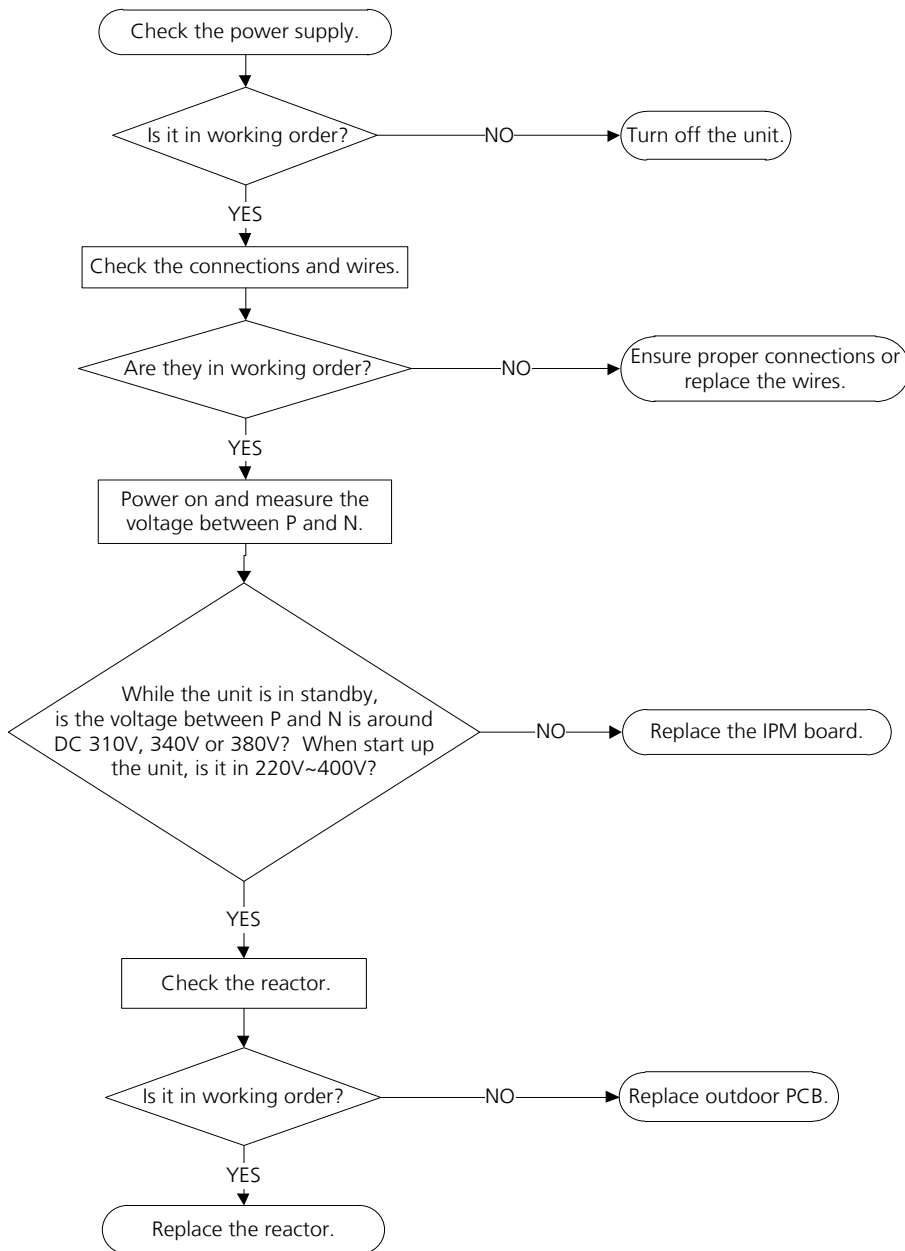 Check the power supply.
Is it in working order?
NO
Turn off the unit.
YES
Check the connections and wires.
Are they in working order?
NO
Ensure proper connections or
replace the wires.
YES
Power on and measure the
voltage between P and N.
While the unit is in standby,
is the voltage between P and N is around
DC 310V, 340V or 380V?  When start up
the unit, is it in 220V~400V?
NO
Replace the IPM board.
YES
Check the reactor.
Is it in working order?
NO
Replace outdoor PCB.
YES
Replace the reactor.